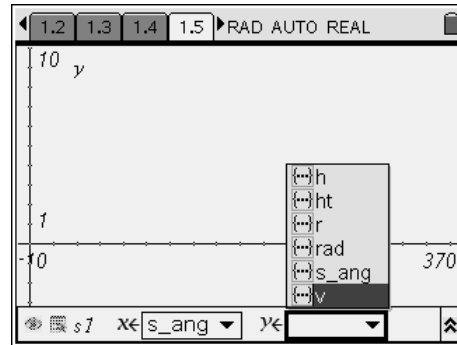 1.2 1.3 1.4 1.5 RAD AUTO REAL
10 y
h
ht
r
rad
s_ang
v
1
-10 370
s1 x← s_ang y←